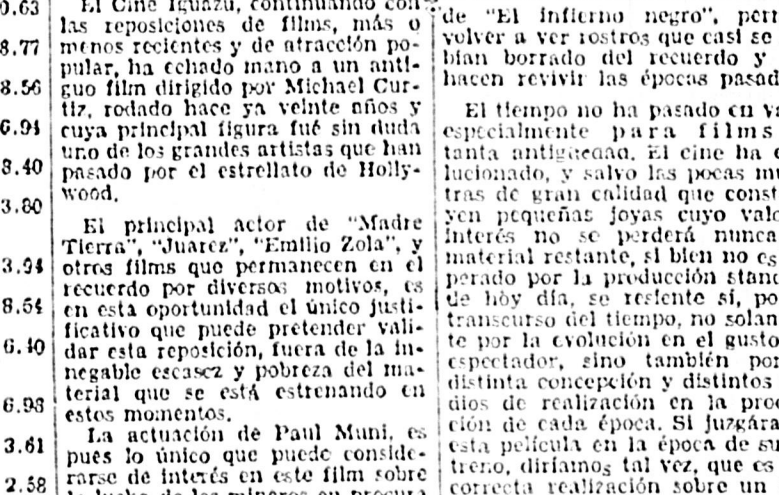 0.63
8.77
8.56
6.94
8.40
3.80
3.94
8.54
6.40
6.98
3.61
2.58
El Cine Iguazú, continuando con
las reposiciones de films, más o
menos recientes y de atracción po-
pular, ha echado mano a un anti-
guo film dirigido por Michael Cur-
tiz, rodado hace ya veinte años y
cuya principal figura fué sin duda
uno de los grandes artistas que han
pasado por el estrellato de Holly-
wood.
El principal actor de "Madre
Tierra", "Juarez", "Emilio Zola", y
otros films que permanecen en el
recuerdo por diversos motivos, es
en esta oportunidad el único justi-
ficativo que puede pretender vali-
dar esta reposición, fuera de la in-
negable escasez y pobreza del ma-
terial que se está estrenando en
estos momentos.
La actuación de Paul Muni, es
pues lo único que puede conside-
rarse de interés en este film sobre
la lucha de los mineros en procura
de "El infierno negro",
volver a ver rostros que casi se
bían borrado del recuerdo y
hacen revivir las épocas pasad
El tiempo no ha pasado en
especialmente para films
tanta antigüedad. El cine ha
lucionado, y salvo las pocas
tras de gran calidad que const
yen pequeñas joyas cuyo
interés no se perderá nunca
material restante, si bien no es
perado por la producción
de hoy día, se resiente sí, po
transcurso del tiempo, no solan
te por la evolución en el gusto
espectador, sino también por
distinta concepción y distintos
dios de realización en la
ción de cada época. Si juzgára
esta película en la época de su
treno, diríamos tal vez, que es
correcta realización sobre un